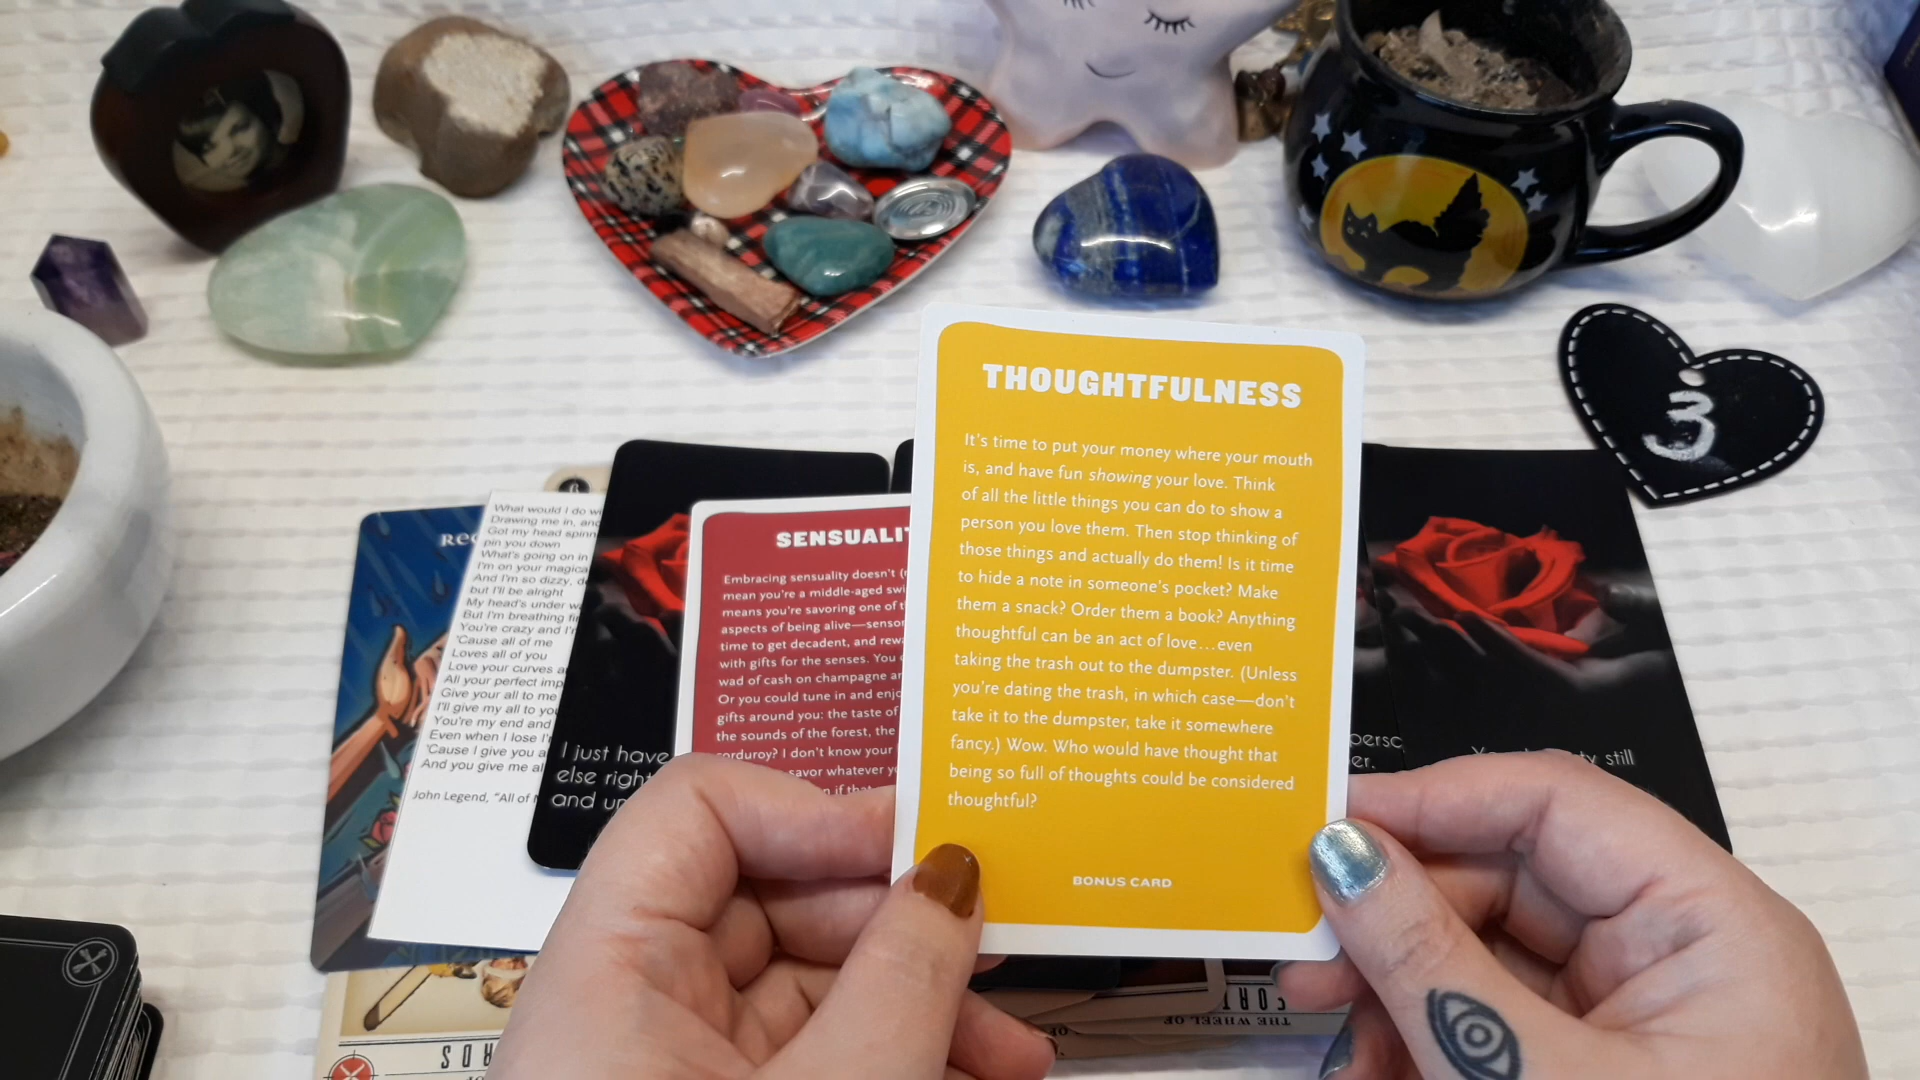 3
THOUGHTFULNESS
It's time to put your money where your mouth
is, and have fun showing your love. Think
of all the little things you can do to show a
person you love them. Then stop thinking of
those things and actually do them! Is it time
to hide a note in someone's pocket? Make
them a snack? Order them a book? Anything
thoughtful can be an act of love...even
taking the trash out to the dumpster. (Unless
you're dating the trash, in which case—don't
take it to the dumpster, take it somewhere
fancy.) Wow. Who would have thought that
being so full of thoughts could be considered
thoughtful?
BONUS CARD
What would I do
Drawing me in, and
Got my head spinn
pin you down
What's going on in
I'm on your magica
And I'm so dizzy, d
but I'll be alright
My head's under w
But I'm breathing fi
You're crazy and I'
'Cause all of me
Loves all of you
Love your curves a
All your perfect imp
Give your all to me
I'll give my all to yo
You're my end and
Even when I lose I'
'Cause I give you a
And you give me al
John Legend, "All of
I just have
else right
and un
SENSUALIT
Embracing sensuality doesn't (
mean you're a middle-aged swi
means you're savoring one of t
aspects of being alive—sensor
time to get decadent, and rew
with gifts for the senses. You
wad of cash on champagne a
Or you could tune in and enjo
gifts around you: the taste of
the sounds of the forest, the
corduroy? I don't know your
savor whatever y
if that
perso
er.
ty still
THE WHEEL OF
FORT
RDS